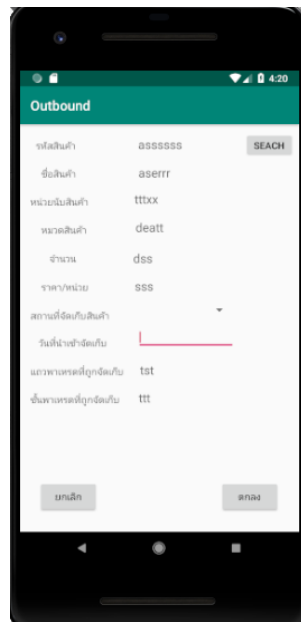 4:20
Outbound
รหัสสินค้า assssss SEACH
ชื่อสินค้า aserrr
หน่วยนับสินค้า tttxx
หมวดสินค้า deatt
จำนวน dss
ราคา/หน่วย sss
สถานที่จัดเก็บสินค้า
วันที่นำเข้าจัดเก็บ
แถวพาเหรดที่ถูกจัดเก็บ tst
ชั้นพาเหรดที่ถูกจัดเก็บ ttt
ยกเลิก ตกลง